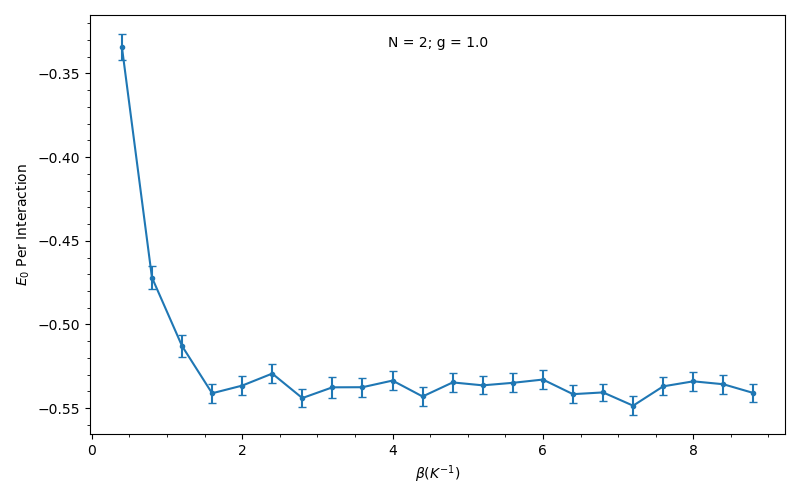 N = 2; g = 1.0
−0.35
−0.40
−0.45
−0.50
−0.55
E₀ Per Interaction
0 2 4 6 8
β(K⁻¹)